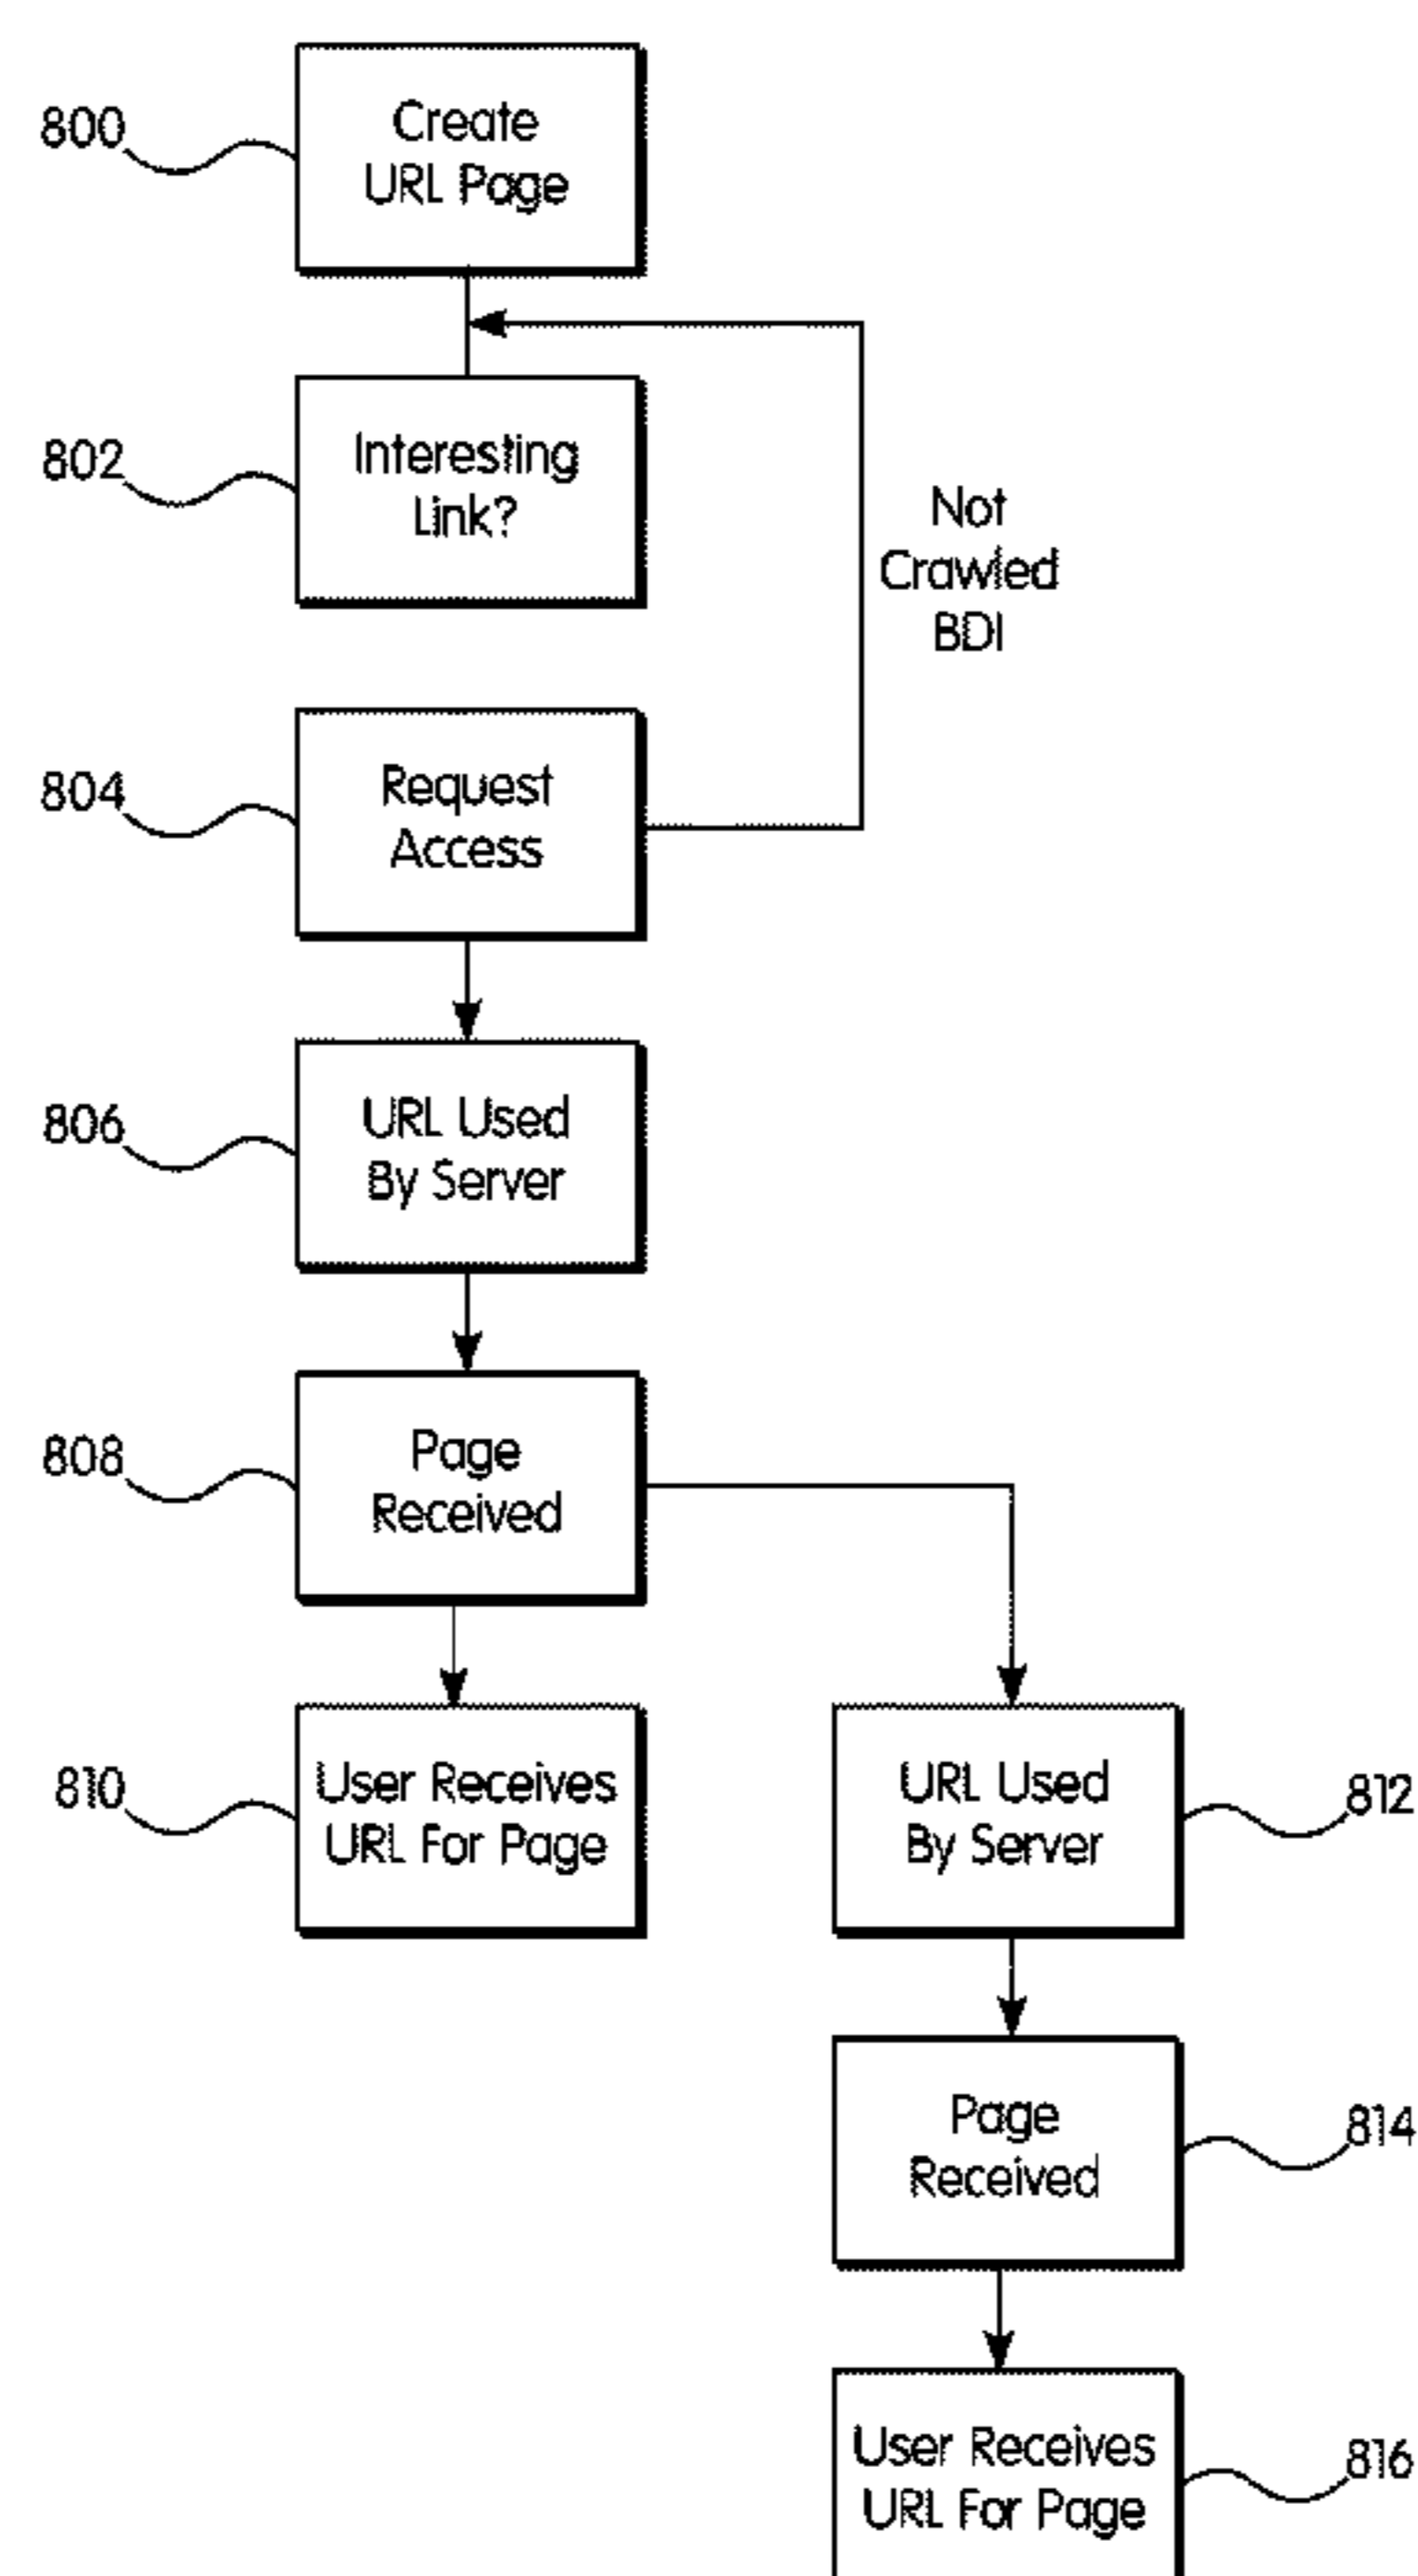 800
Create
URL Page
802
Interesting
Link?
Not
Crawled
BDI
804
Request
Access
806
URL Used
By Server
808
Page
Received
810
User Receives
URL For Page
URL Used
By Server
812
Page
Received
814
User Receives
URL For Page
816